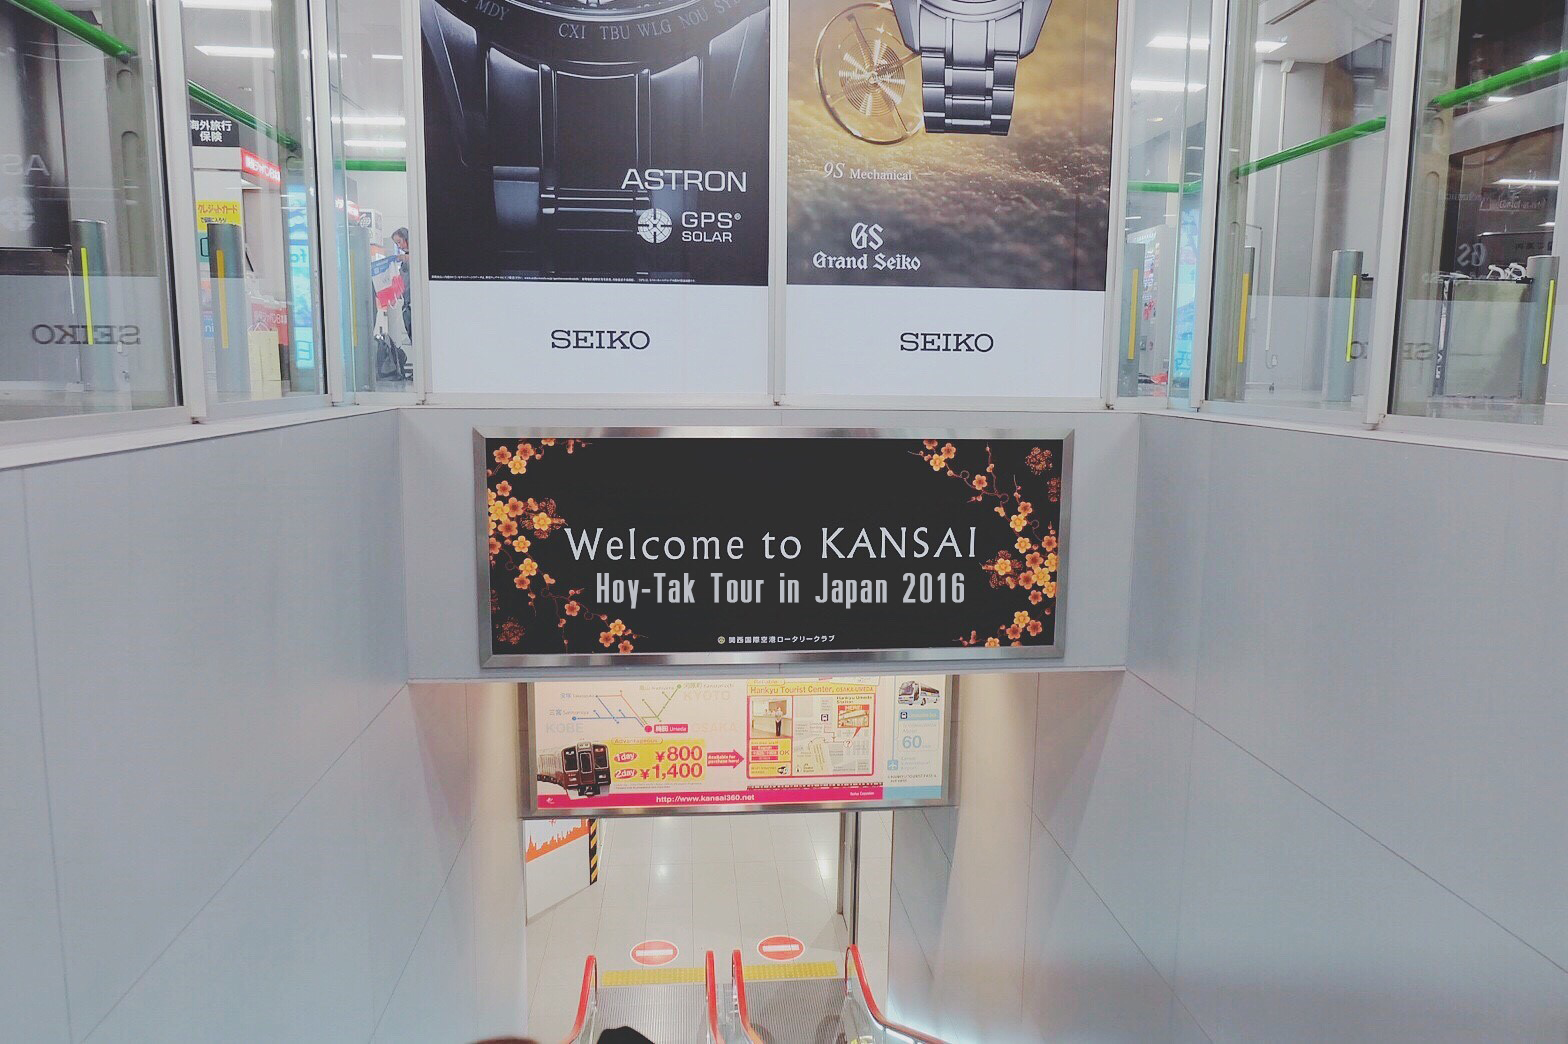 MDY
CXI TBU WLG NOU
ASTRON
GPS®
SOLAR
SEIKO
9S Mechanical
GS
Grand Seiko
SEIKO
海外旅行
保険
クレジットカード
Welcome to KANSAI
Hoy-Tak Tour in Japan 2016
関西国際空港ロータリークラブ
KYOTO
KOBE
Umeda
Hankyu Tourist Center,
1day ¥800
2day ¥1,400
60
http://www.kansai360.net